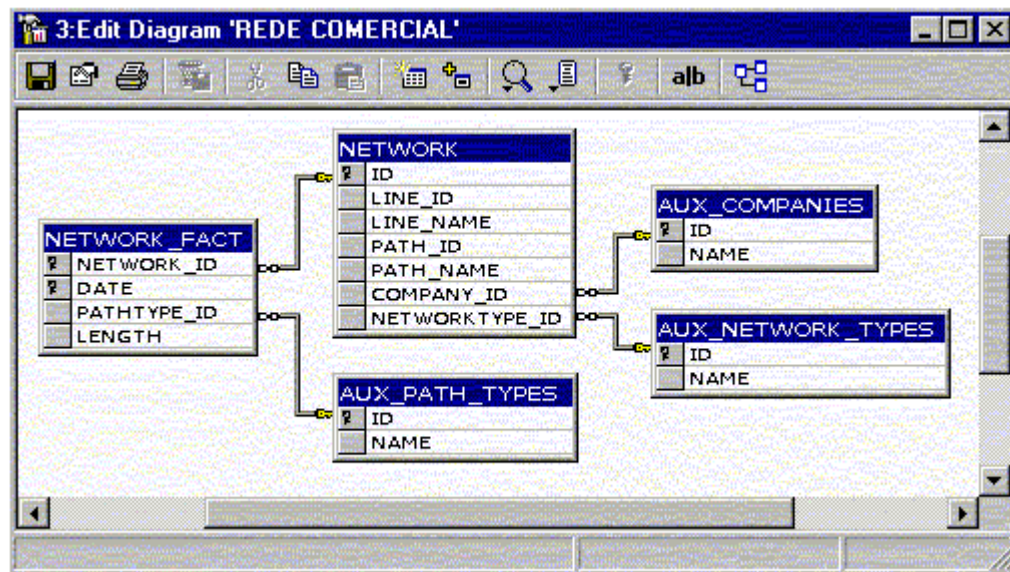 3:Edit Diagram 'REDE COMERCIAL'
a|b
NETWORK_FACT
NETWORK_ID
DATE
PATHTYPE_ID
LENGTH
NETWORK
ID
LINE_ID
LINE_NAME
PATH_ID
PATH_NAME
COMPANY_ID
NETWORKTYPE_ID
AUX_PATH_TYPES
ID
NAME
AUX_COMPANIES
ID
NAME
AUX_NETWORK_TYPES
ID
NAME